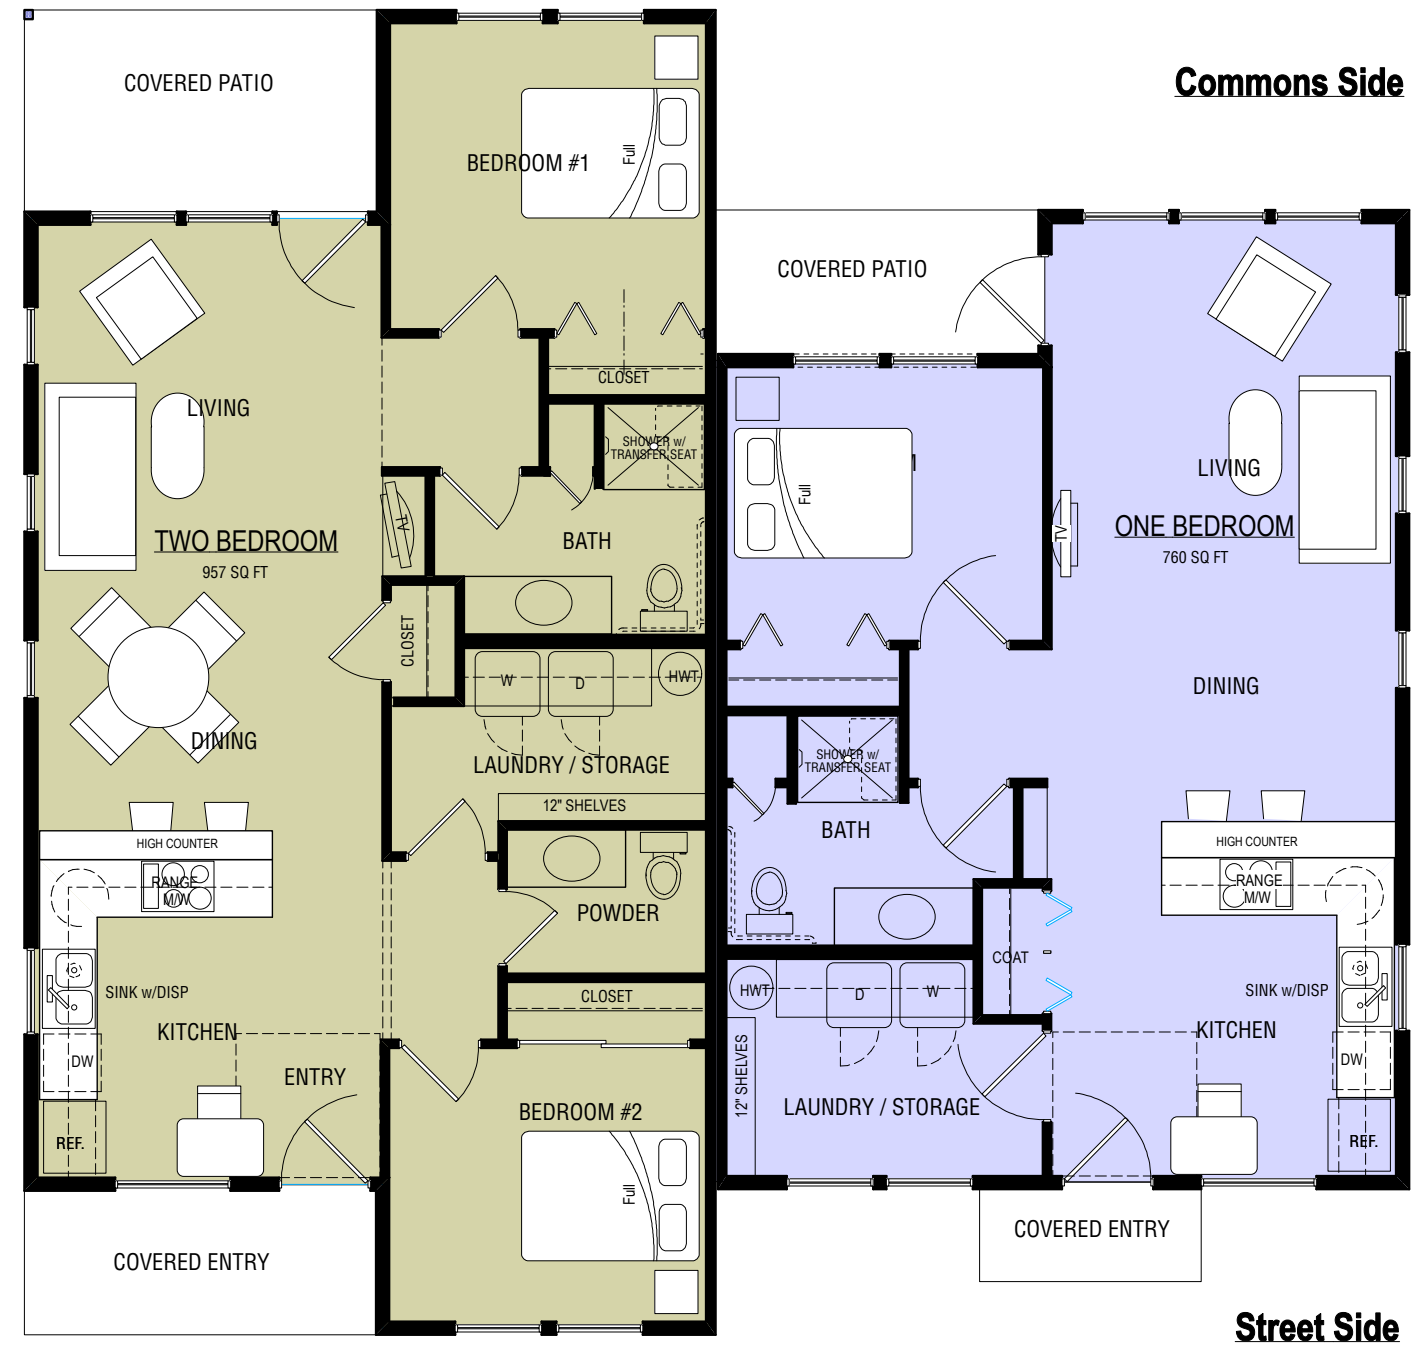 COVERED PATIO
Commons Side
BEDROOM #1
Full
COVERED PATIO
CLOSET
LIVING
SHOWER w/
TRANSFER SEAT
LIVING
Full
TV
TV
TWO BEDROOM
957 SQ FT
BATH
ONE BEDROOM
760 SQ FT
CLOSET
W
D
HWT
DINING
DINING
LAUNDRY / STORAGE
SHOWER w/
TRANSFER SEAT
12" SHELVES
HIGH COUNTER
BATH
HIGH COUNTER
RANGE
M/W
POWDER
RANGE
M/W
COAT
SINK w/DISP
CLOSET
HWT
D
W
SINK w/DISP
KITCHEN
KITCHEN
DW
ENTRY
12" SHELVES
DW
BEDROOM #2
LAUNDRY / STORAGE
REF.
REF.
Full
COVERED ENTRY
COVERED ENTRY
Street Side